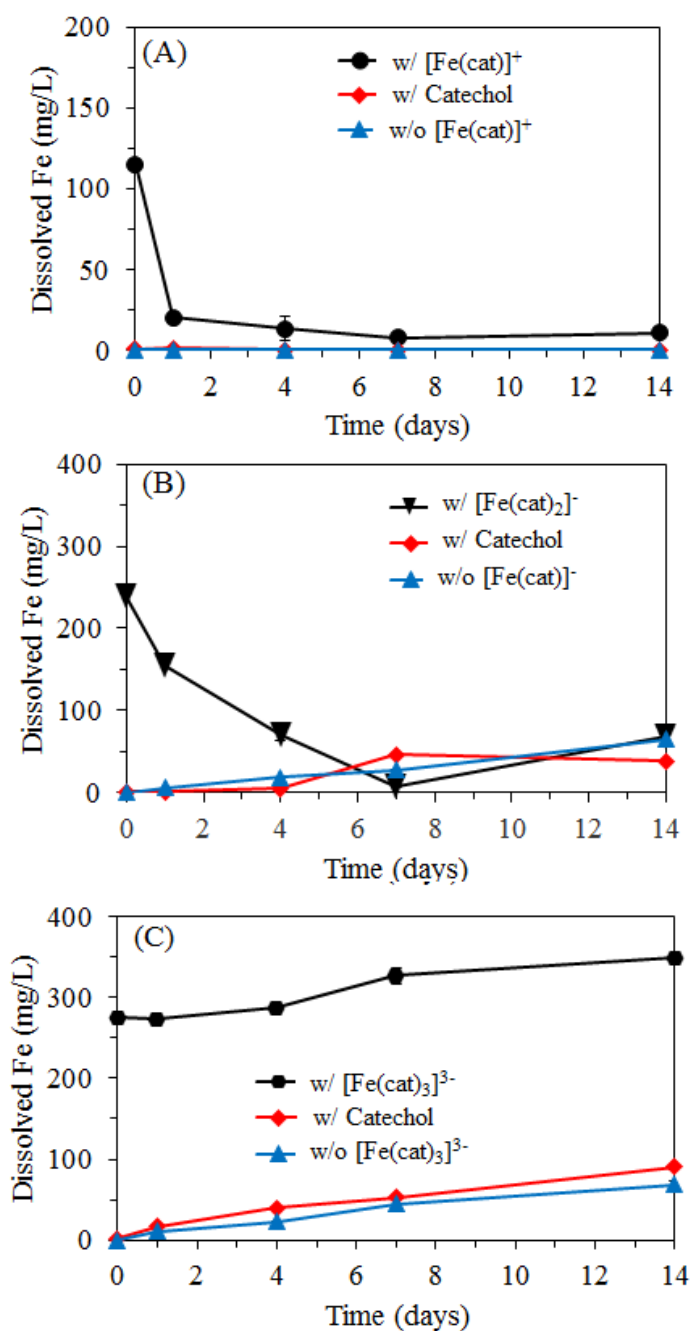 (A)
w/ [Fe(cat)]⁺
w/ Catechol
w/o [Fe(cat)]⁺
Dissolved Fe (mg/L)
200
150
100
50
0
0 2 4 6 8 10 12 14
Time (days)
(B)
w/ [Fe(cat)₂]⁻
w/ Catechol
w/o [Fe(cat)]⁻
Dissolved Fe (mg/L)
400
300
200
100
0
0 2 4 6 8 10 12 14
Time (days)
(C)
w/ [Fe(cat)₃]³⁻
w/ Catechol
w/o [Fe(cat)₃]³⁻
Dissolved Fe (mg/L)
400
300
200
100
0
0 2 4 6 8 10 12 14
Time (days)